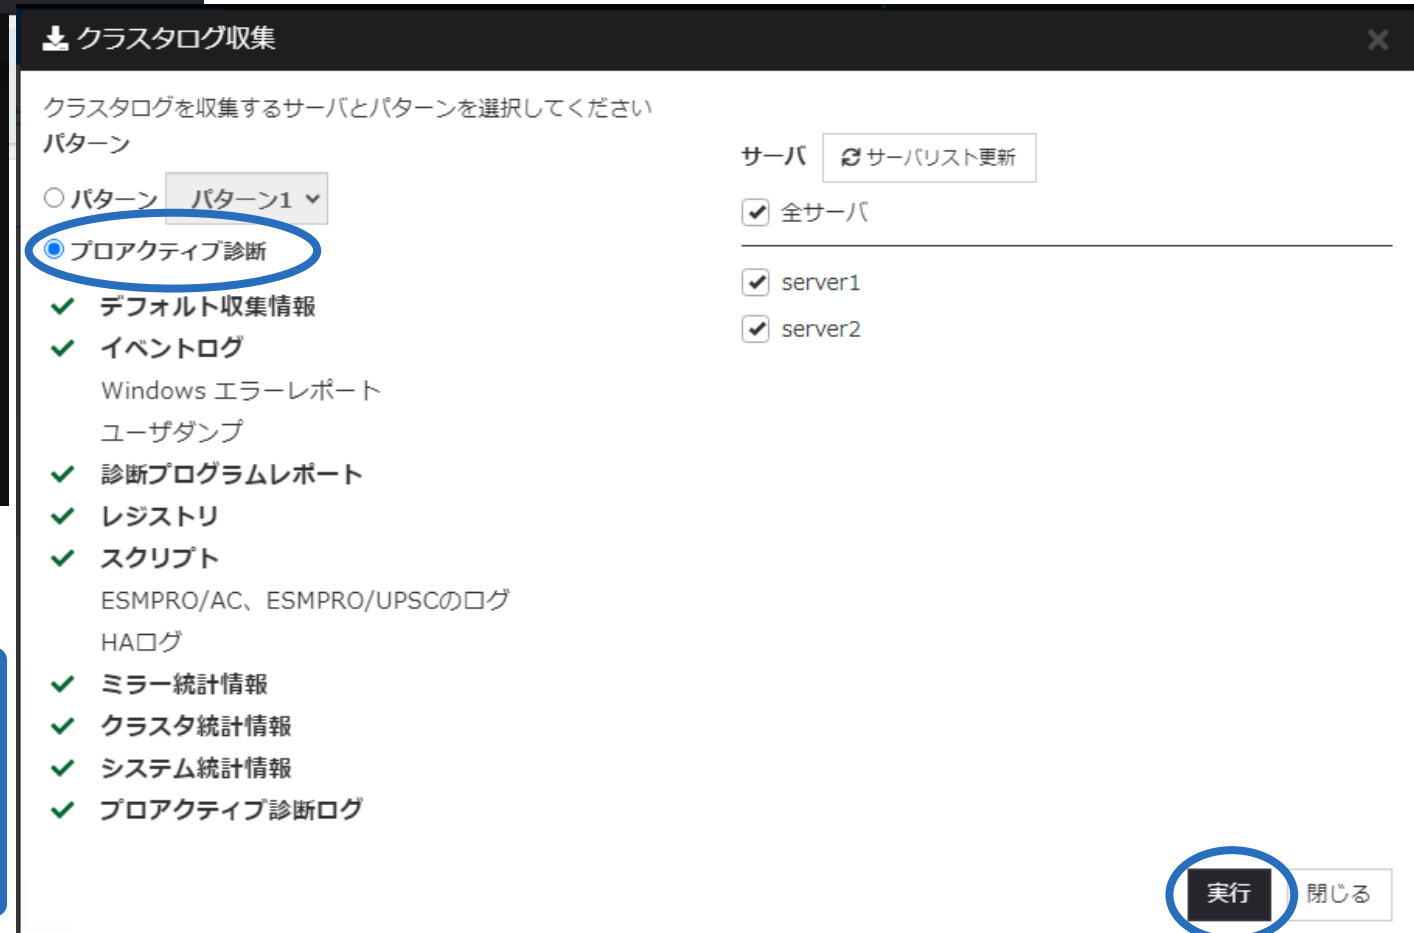 クラスタログ収集
クラスタログを収集するサーバとパターンを選択してください
パターン
パターン パターン1
プロアクティブ診断
デフォルト収集情報
イベントログ
Windows エラーレポート
ユーザダンプ
診断プログラムレポート
レジストリ
スクリプト
ESMPRO/AC、ESMPRO/UPSCのログ
HAログ
ミラー統計情報
クラスタ統計情報
システム統計情報
プロアクティブ診断ログ
サーバ サーバリスト更新
全サーバ
server1
server2
実行 閉じる